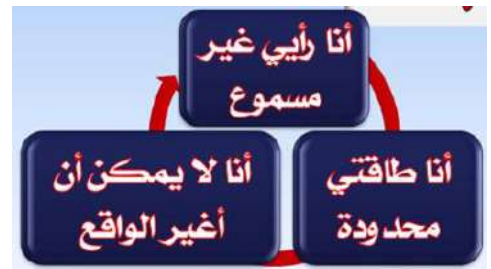 أنا رأيي غير
مسموع
أنا طاقتي
محدودة
أنا لا يمكن أن
أغير الواقع